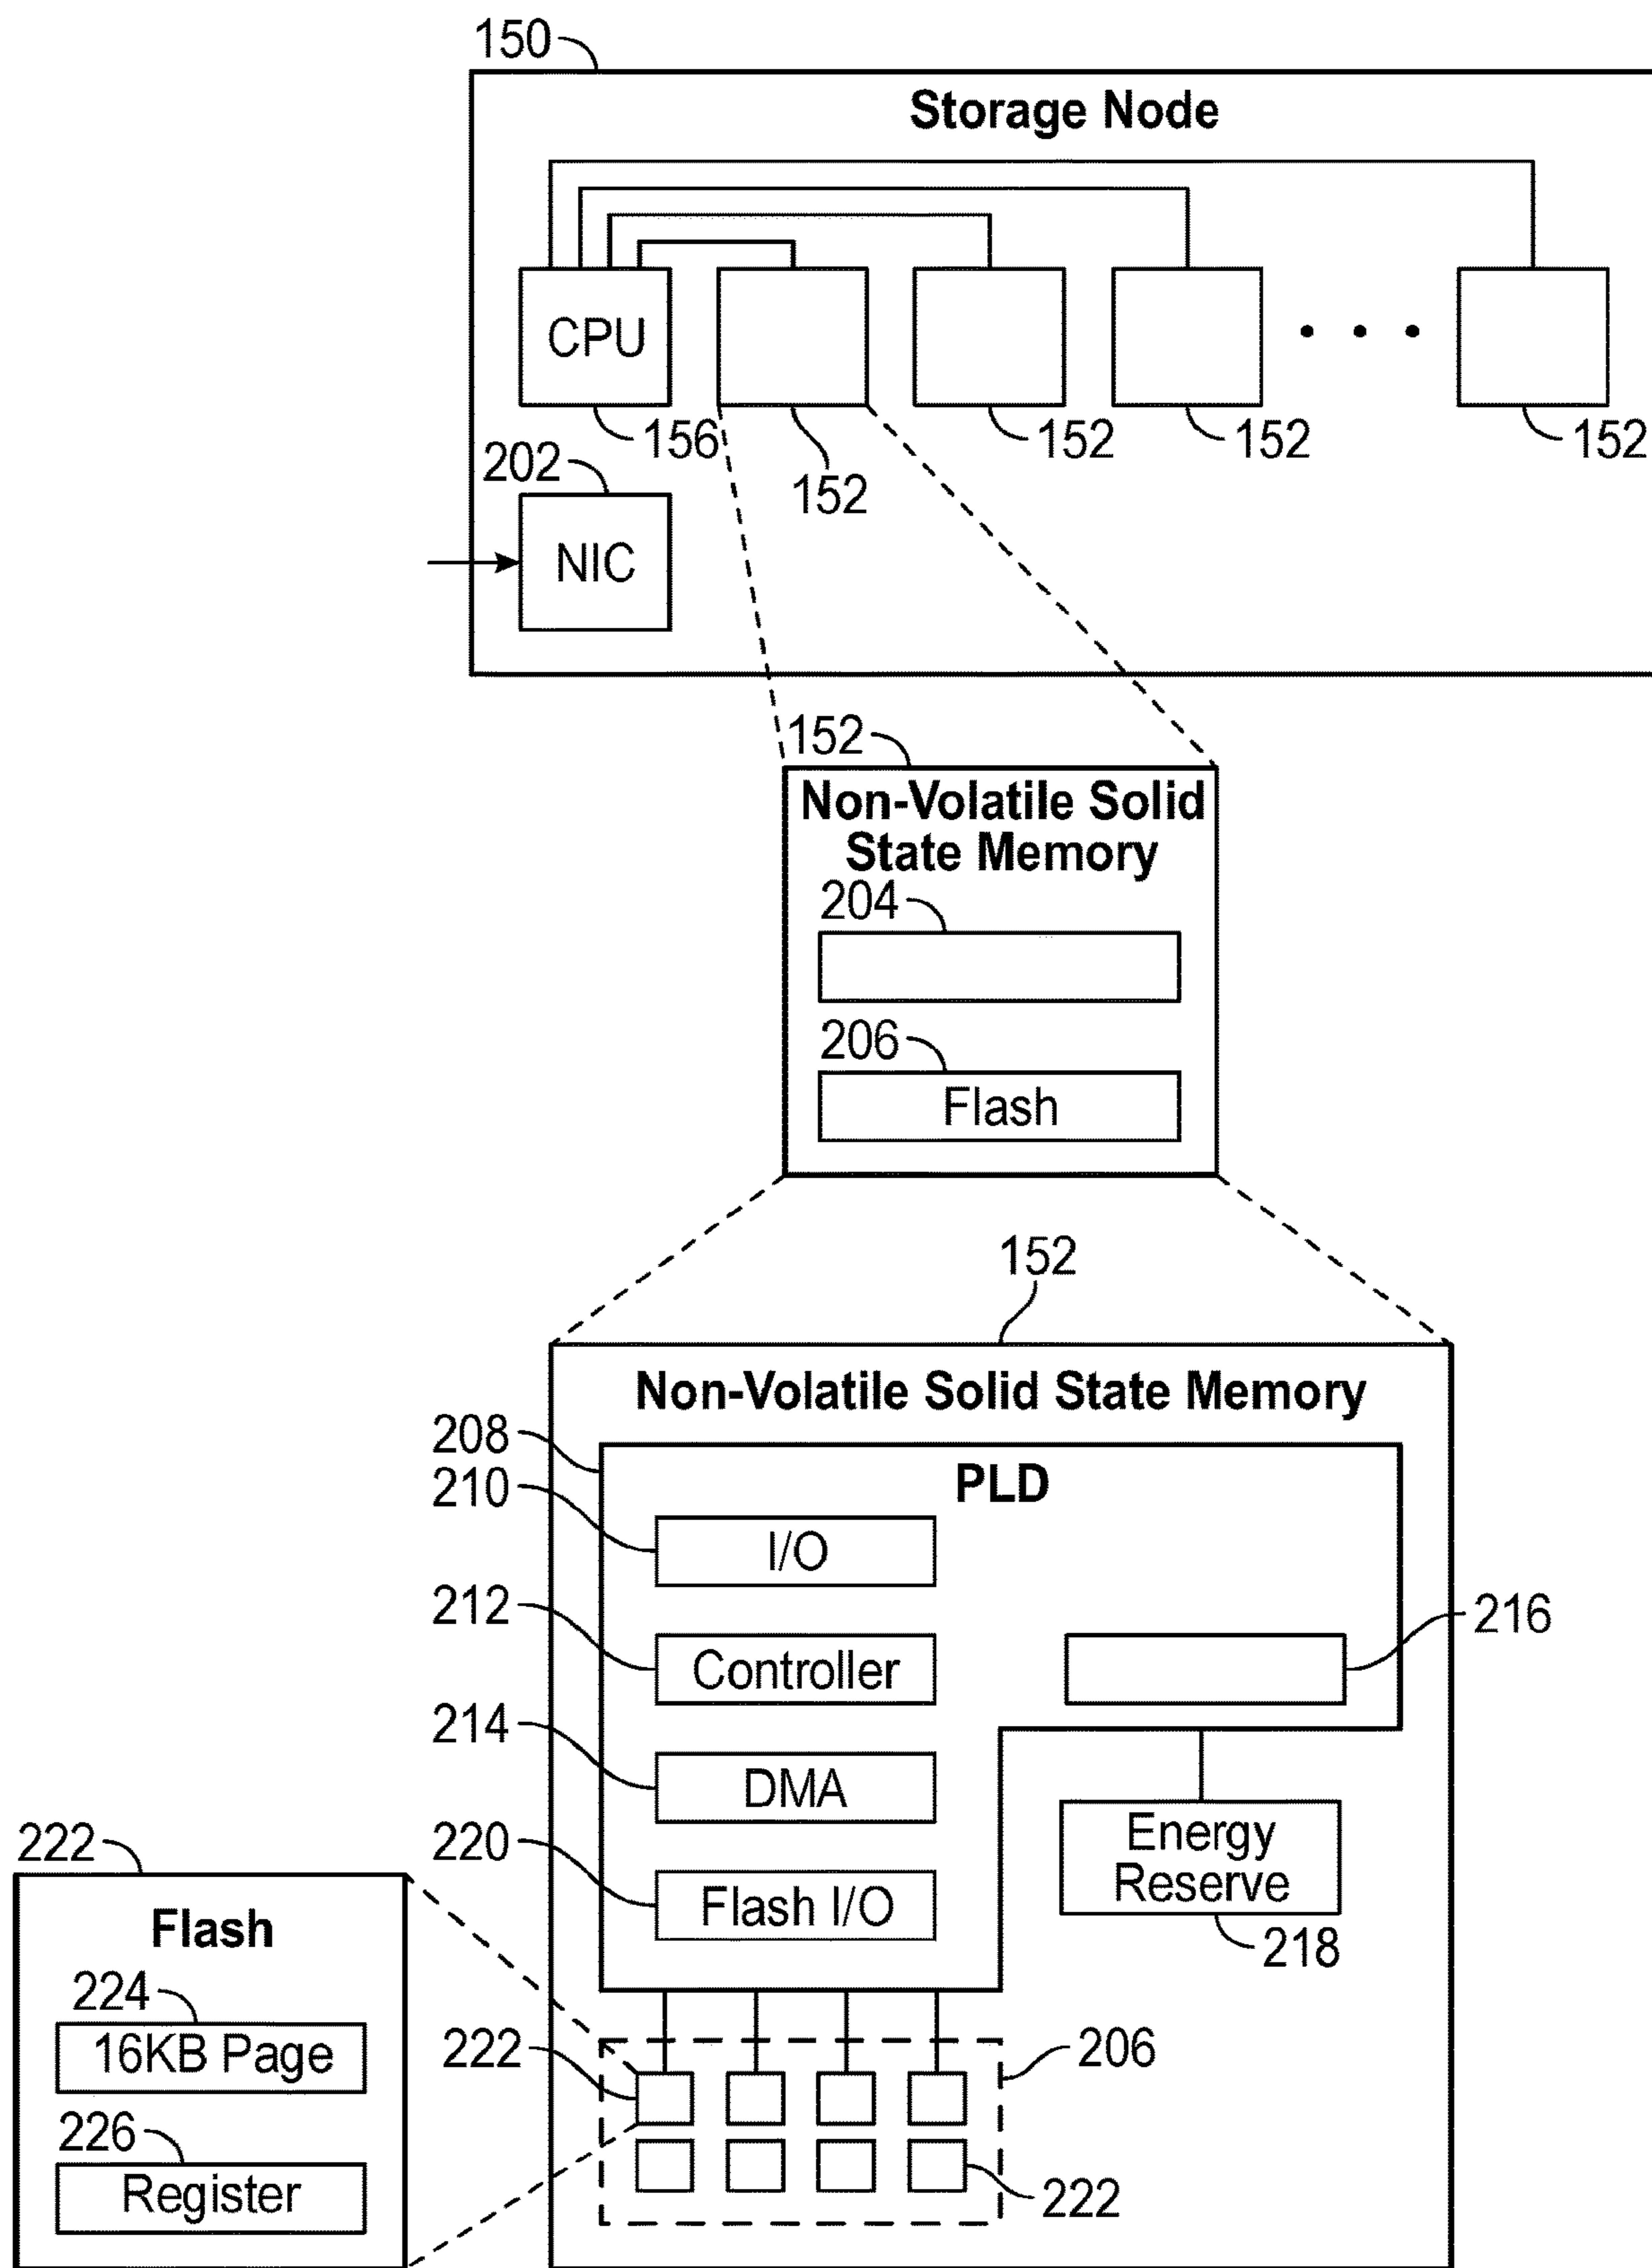 150
Storage Node
CPU
156
152
152
152
152
202
NIC
152
Non-Volatile Solid
State Memory
204
206
Flash
152
Non-Volatile Solid State Memory
208
PLD
210
I/O
212
Controller
216
214
DMA
Energy
Reserve
218
220
Flash I/O
222
Flash
224
16KB Page
226
Register
222
206
222